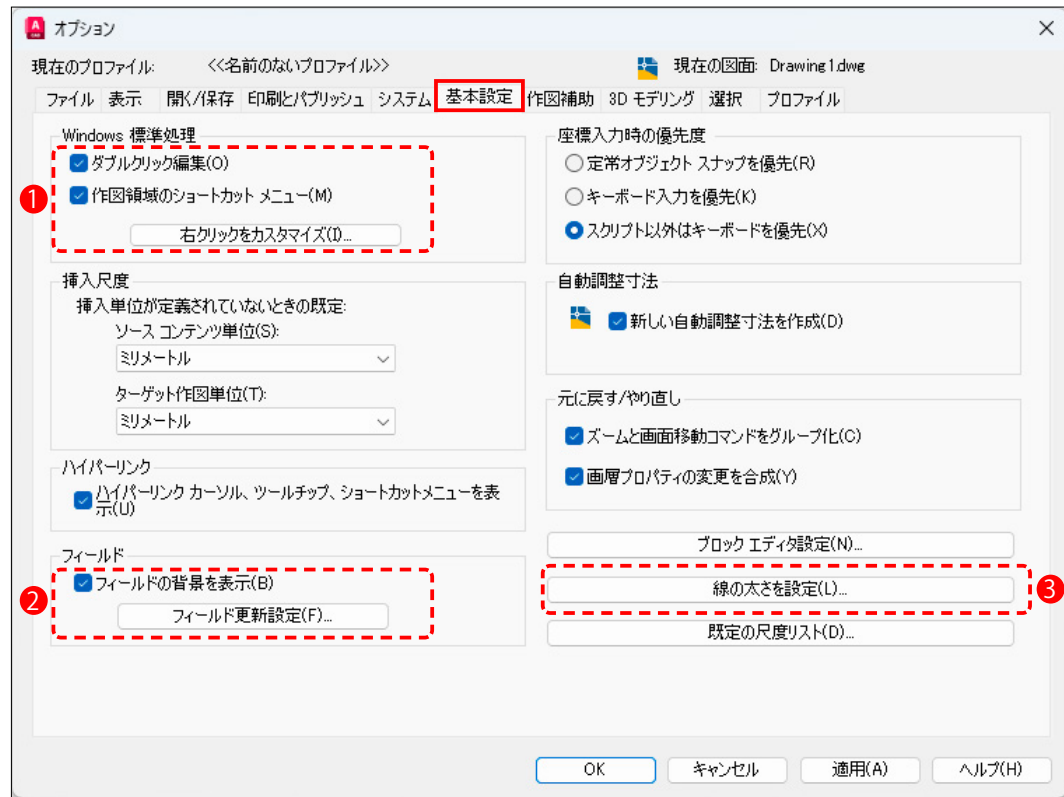 オプション
現在のプロファイル: <<名前のないプロファイル>> 現在の図面: Drawing1.dwg
ファイル 表示 開く/保存 印刷とパブリッシュ システム 基本設定 作図補助 3D モデリング 選択 プロファイル
Windows 標準処理
ダブルクリック編集(O)
1
作図領域のショートカット メニュー(M)
右クリックをカスタマイズ(I)...
挿入尺度
挿入単位が定義されていないときの既定:
ソース コンテンツ単位(S):
ミリメートル
ターゲット作図単位(T):
ミリメートル
ハイパーリンク
ハイパーリンク カーソル、ツールチップ、ショートカットメニューを表
示(U)
フィールド
フィールドの背景を表示(B)
2
フィールド更新設定(F)...
座標入力時の優先度
定常オブジェクト スナップを優先(R)
キーボード入力を優先(K)
スクリプト以外はキーボードを優先(X)
自動調整寸法
新しい自動調整寸法を作成(D)
元に戻す/やり直し
ズームと画面移動コマンドをグループ化(C)
画層プロパティの変更を合成(Y)
ブロック エディタ設定(N)...
線の太さを設定(L)...
3
既定の尺度リスト(D)...
OK キャンセル 適用(A) ヘルプ(H)